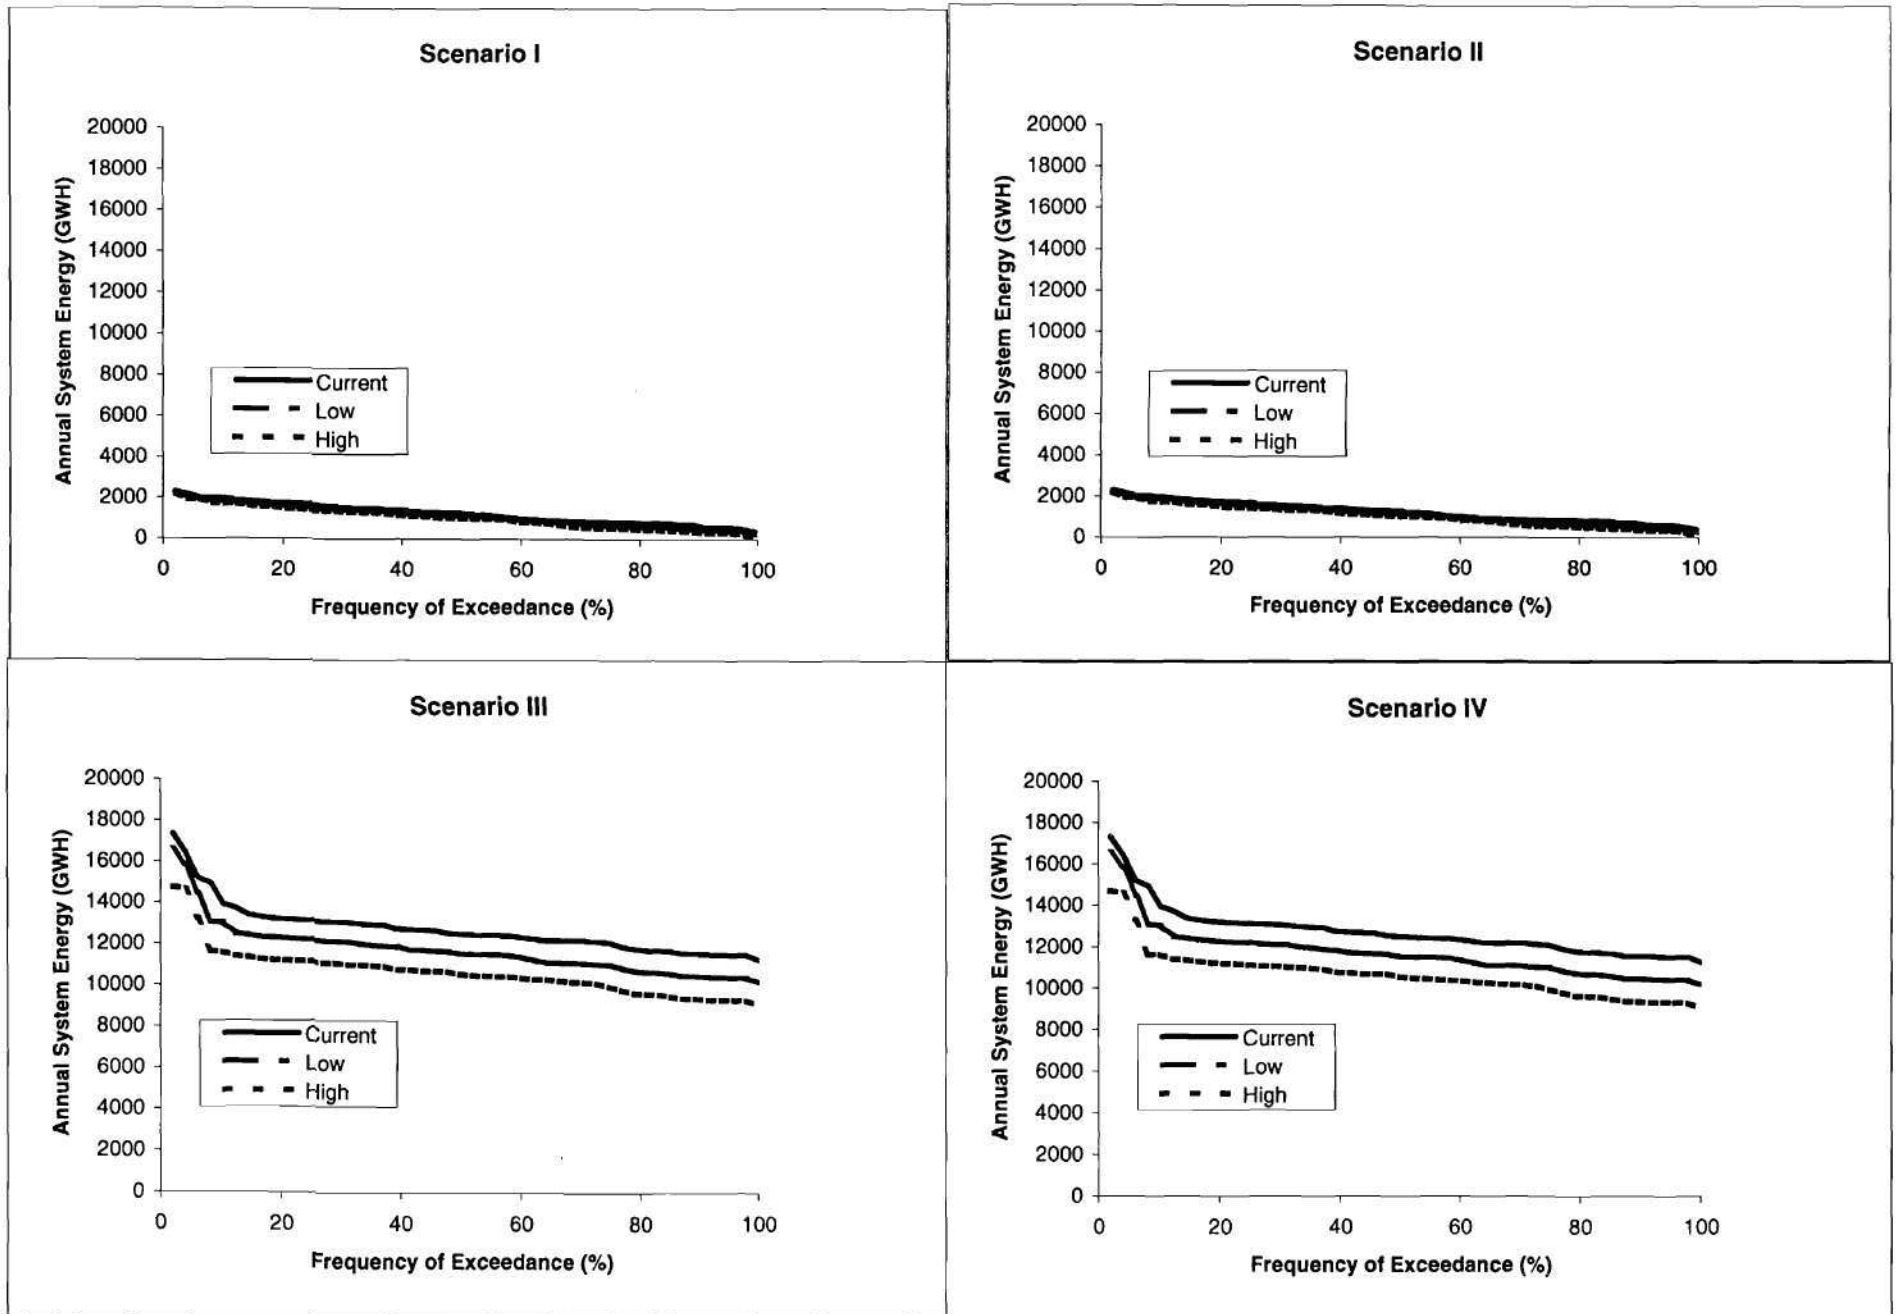 Scenario I
Annual System Energy (GWH)
20000
18000
16000
14000
12000
10000
8000
6000
4000
2000
0
Current
Low
High
0 20 40 60 80 100
Frequency of Exceedance (%)
Scenario II
Annual System Energy (GWH)
20000
18000
16000
14000
12000
10000
8000
6000
4000
2000
0
Current
Low
High
0 20 40 60 80 100
Frequency of Exceedance (%)
Scenario III
Annual System Energy (GWH)
20000
18000
16000
14000
12000
10000
8000
6000
4000
2000
0
Current
Low
High
0 20 40 60 80 100
Frequency of Exceedance (%)
Scenario IV
Annual System Energy (GWH)
20000
18000
16000
14000
12000
10000
8000
6000
4000
2000
0
Current
Low
High
0 20 40 60 80 100
Frequency of Exceedance (%)